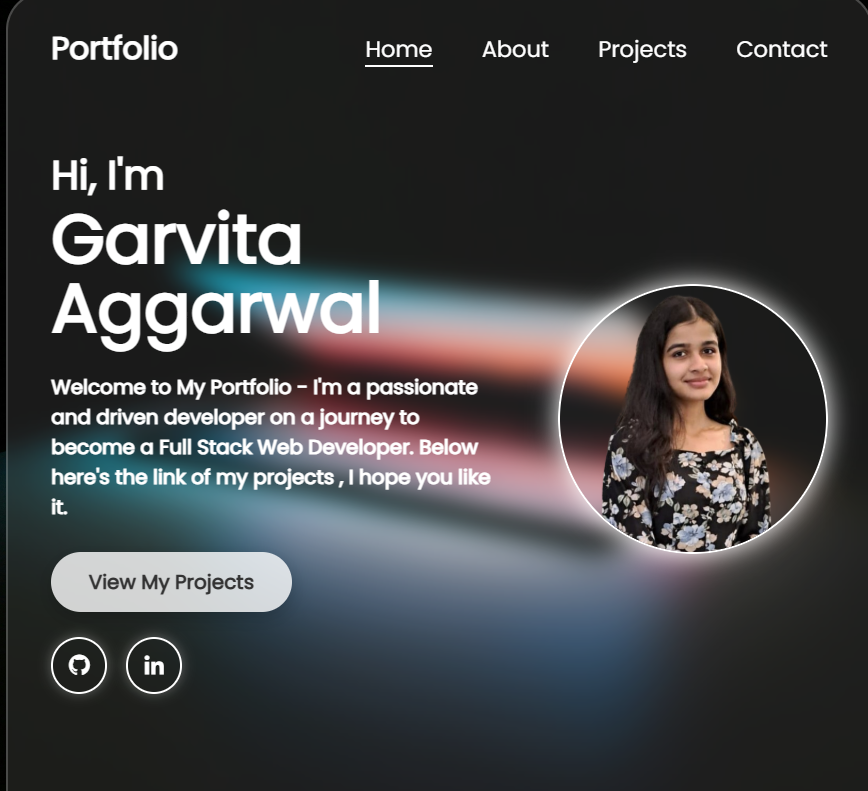 Portfolio
Home About Projects Contact
Hi, I'm
Garvita
Aggarwal
Welcome to My Portfolio - I'm a passionate
and driven developer on a journey to
become a Full Stack Web Developer. Below
here's the link of my projects , I hope you like
it.
View My Projects
in